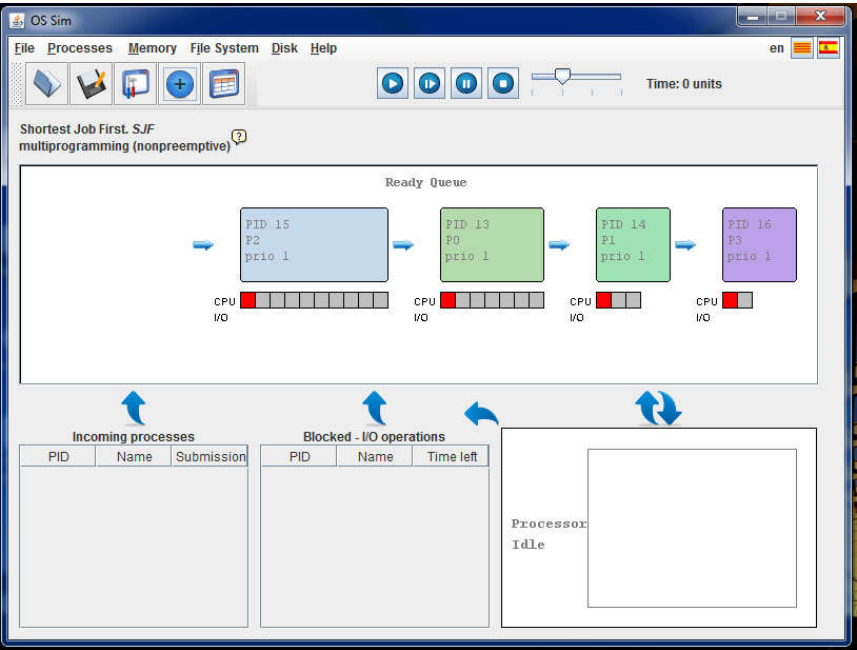 OS Sim
File Processes Memory File System Disk Help
en
Time: 0 units
Shortest Job First. SJF
multiprogramming (nonpreemptive)
?
Ready Queue
PID 15
P2
prio 1
CPU
I/O
PID 13
P0
prio 1
CPU
I/O
PID 14
P1
prio 1
CPU
I/O
PID 16
P3
prio 1
CPU
I/O
Incoming processes
PID Name Submission
Blocked - I/O operations
PID Name Time left
Processor
Idle